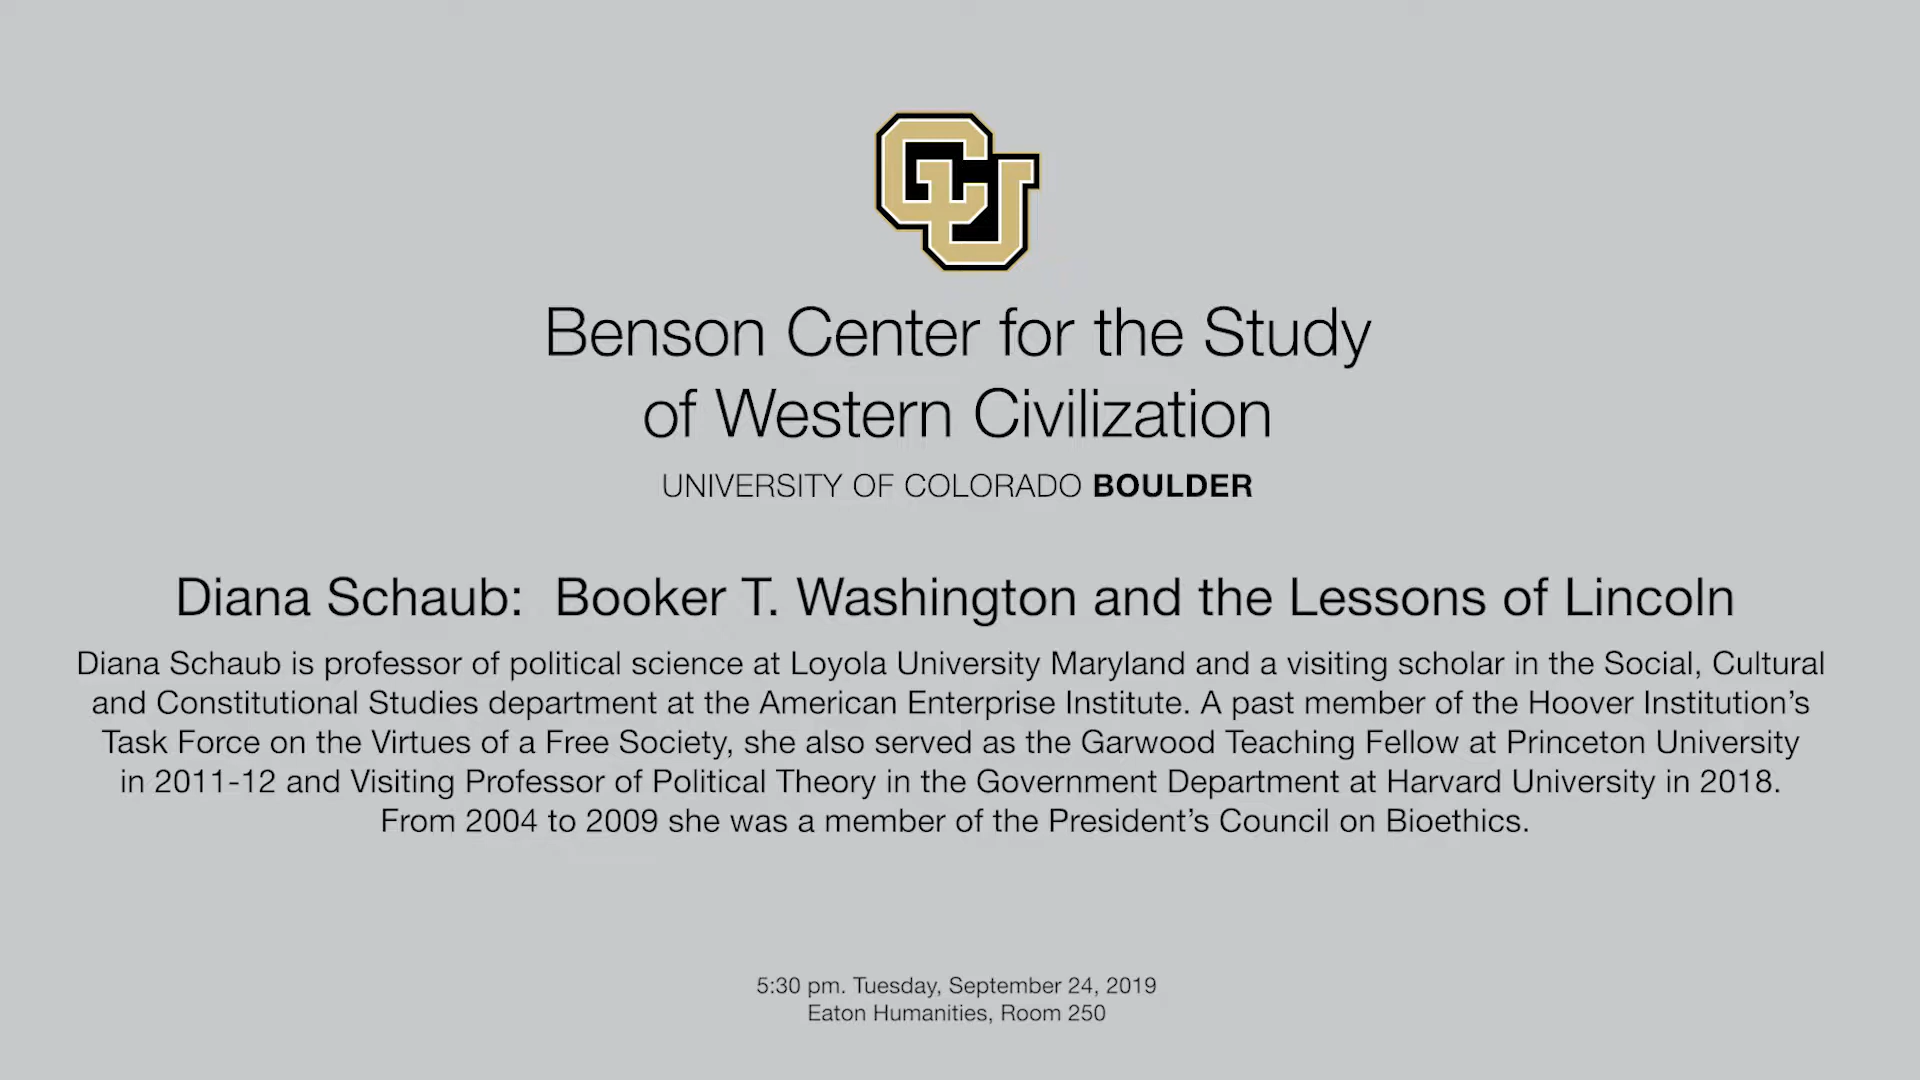 CU
Benson Center for the Study
of Western Civilization
UNIVERSITY OF COLORADO BOULDER
Diana Schaub:  Booker T. Washington and the Lessons of Lincoln
Diana Schaub is professor of political science at Loyola University Maryland and a visiting scholar in the Social, Cultural
and Constitutional Studies department at the American Enterprise Institute. A past member of the Hoover Institution’s
Task Force on the Virtues of a Free Society, she also served as the Garwood Teaching Fellow at Princeton University
in 2011-12 and Visiting Professor of Political Theory in the Government Department at Harvard University in 2018.
From 2004 to 2009 she was a member of the President’s Council on Bioethics.
5:30 pm. Tuesday, September 24, 2019
Eaton Humanities, Room 250